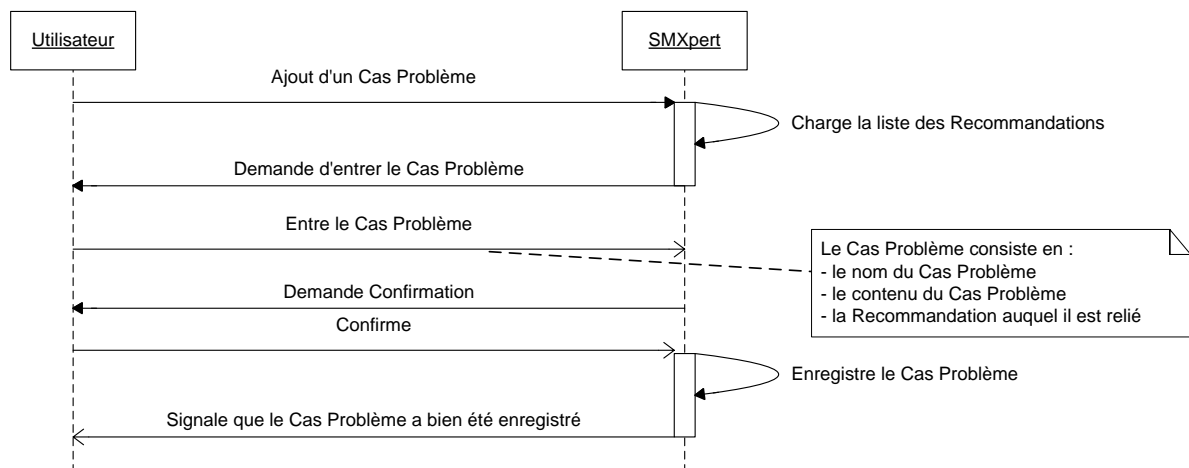 Utilisateur
SMXpert
Ajout d'un Cas Problème
Charge la liste des Recommandations
Demande d'entrer le Cas Problème
Entre le Cas Problème
Le Cas Problème consiste en :
- le nom du Cas Problème
- le contenu du Cas Problème
- la Recommandation auquel il est relié
Demande Confirmation
Confirme
Enregistre le Cas Problème
Signale que le Cas Problème a bien été enregistré